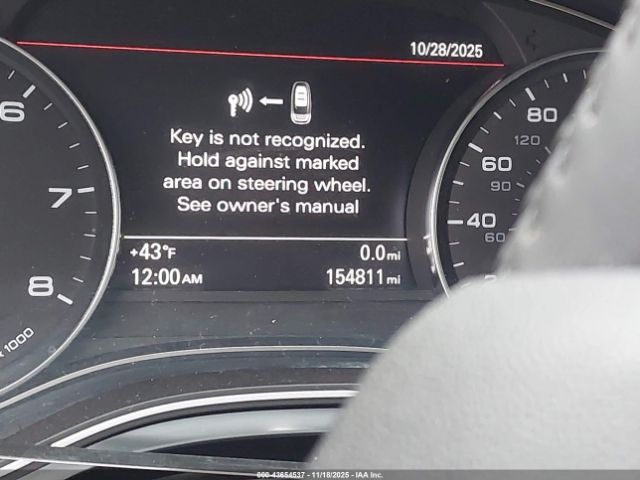 10/28/2025
Key is not recognized.
Hold against marked
area on steering wheel.
See owner's manual
+43°F
0.0mi
12:00AM
154811mi
6
7
8
x 1000
80
120
60
90
40
60
000-43654537 - 11/18/2025 - IAA Inc.